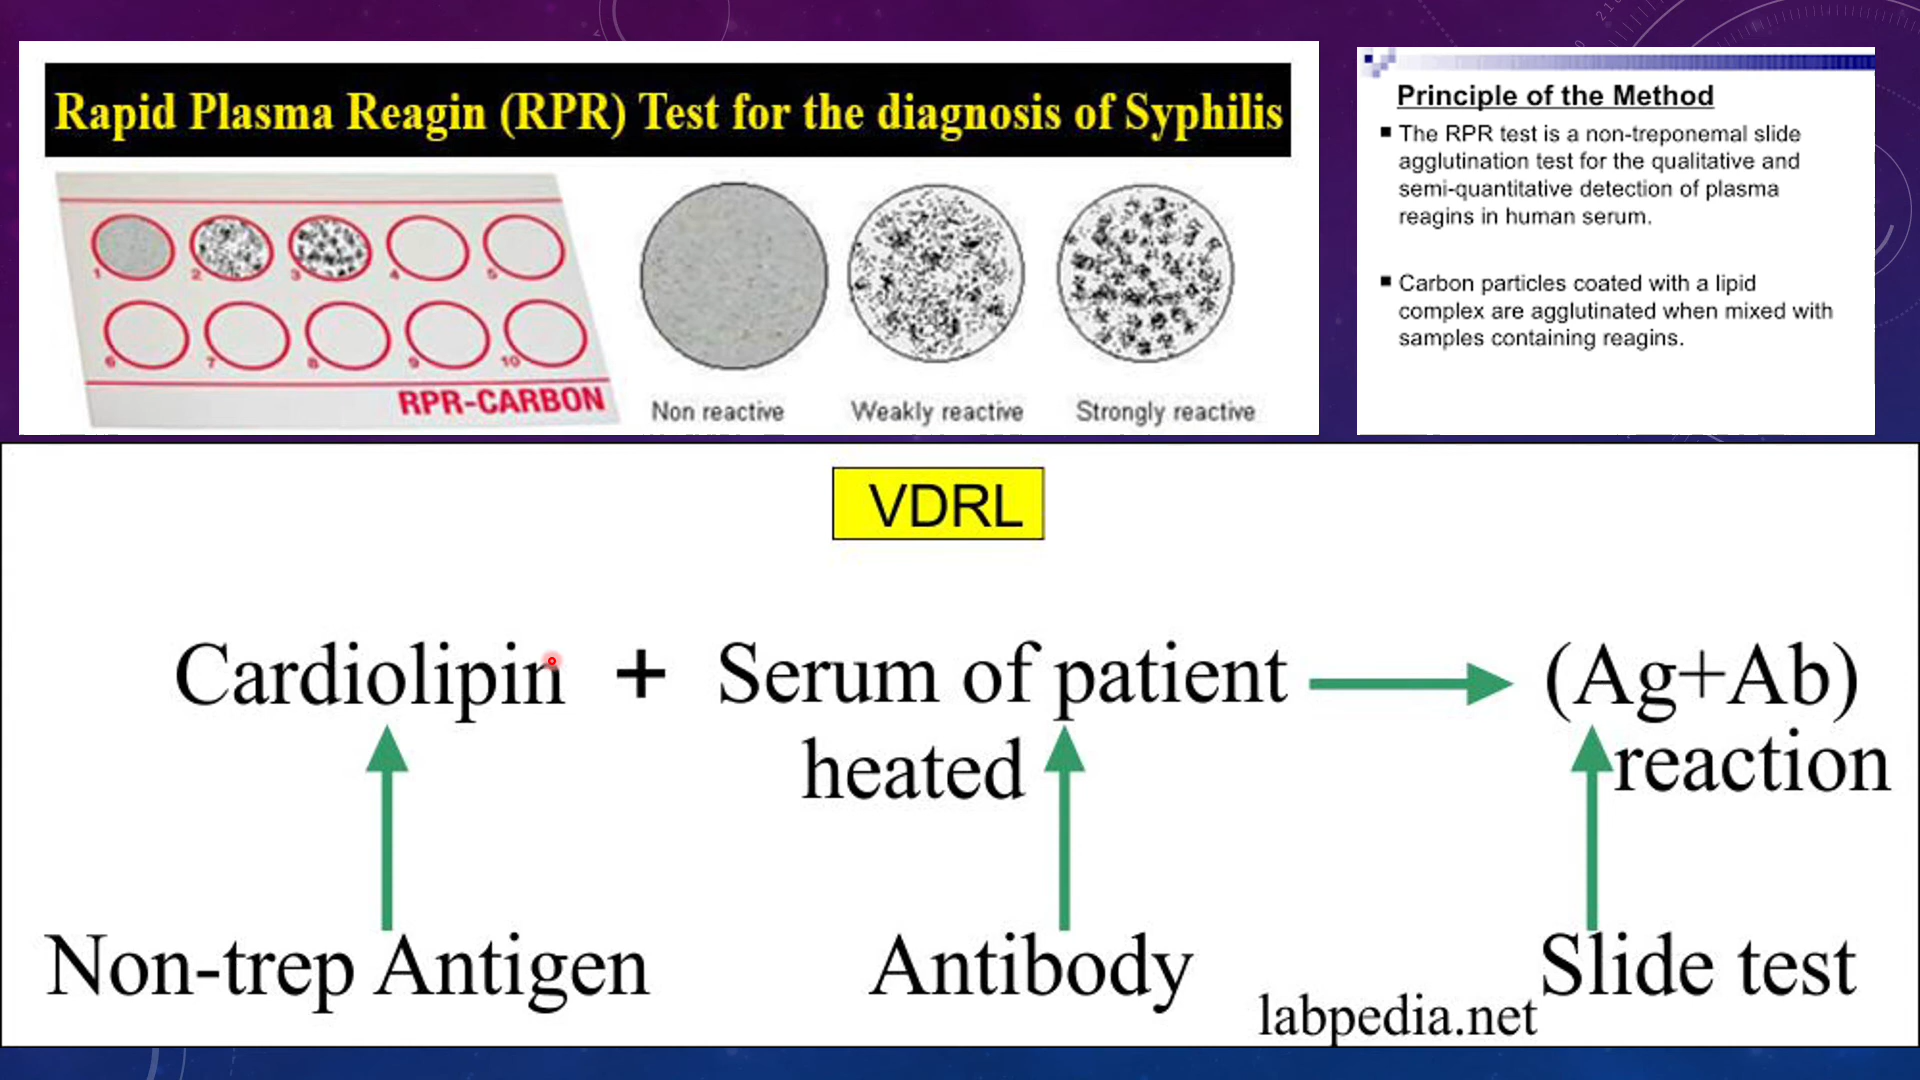 Rapid Plasma Reagin (RPR) Test for the diagnosis of Syphilis
1 2 3 4 5
6 7 8 9 10
RPR-CARBON
Non reactive Weakly reactive Strongly reactive
Principle of the Method
The RPR test is a non-treponemal slide
agglutination test for the qualitative and
semi-quantitative detection of plasma
reagins in human serum.
Carbon particles coated with a lipid
complex are agglutinated when mixed with
samples containing reagins.
VDRL
Cardiolipin + Serum of patient (Ag+Ab)
heated reaction
Non-trep Antigen Antibody Slide test
labpedia.net